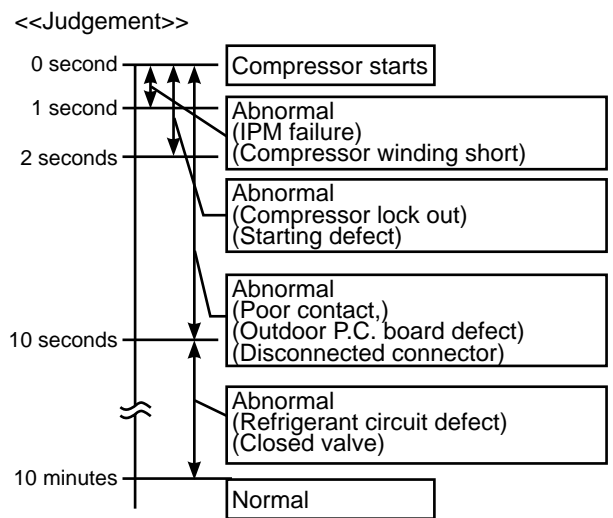 <<Judgement>>
0 second
Compressor starts
1 second
Abnormal
(IPM failure)
(Compressor winding short)
2 seconds
Abnormal
(Compressor lock out)
(Starting defect)
Abnormal
(Poor contact,)
(Outdoor P.C. board defect)
(Disconnected connector)
10 seconds
Abnormal
(Refrigerant circuit defect)
(Closed valve)
10 minutes
Normal